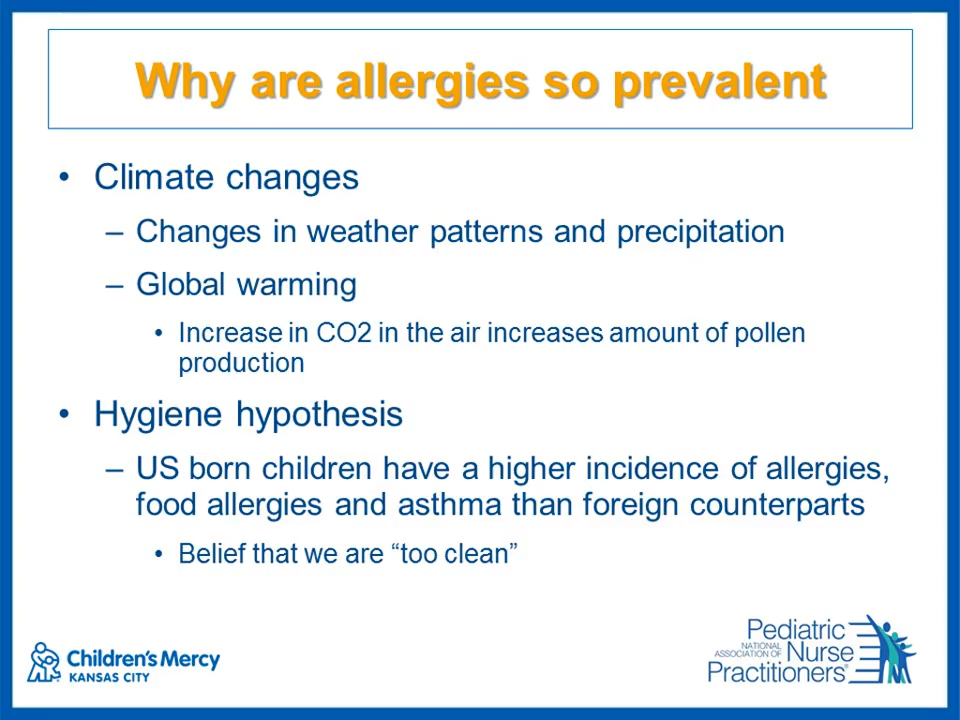 Why are allergies so prevalent
• Climate changes
– Changes in weather patterns and precipitation
– Global warming
• Increase in CO2 in the air increases amount of pollen
production
• Hygiene hypothesis
– US born children have a higher incidence of allergies,
food allergies and asthma than foreign counterparts
• Belief that we are “too clean”
Children's Mercy
KANSAS CITY
Pediatric
NATIONAL
ASSOCIATION OF
Nurse
Practitioners®